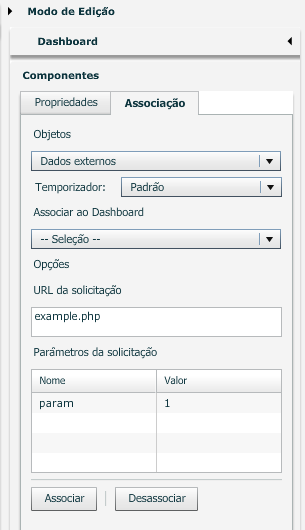 Modo de Edição
Dashboard
Componentes
Propriedades Associação
Objetos
Dados externos
Temporizador: Padrão
Associar ao Dashboard
-- Seleção --
Opções
URL da solicitação
example.php
Parâmetros da solicitação
Nome Valor
param 1
Associar Desassociar